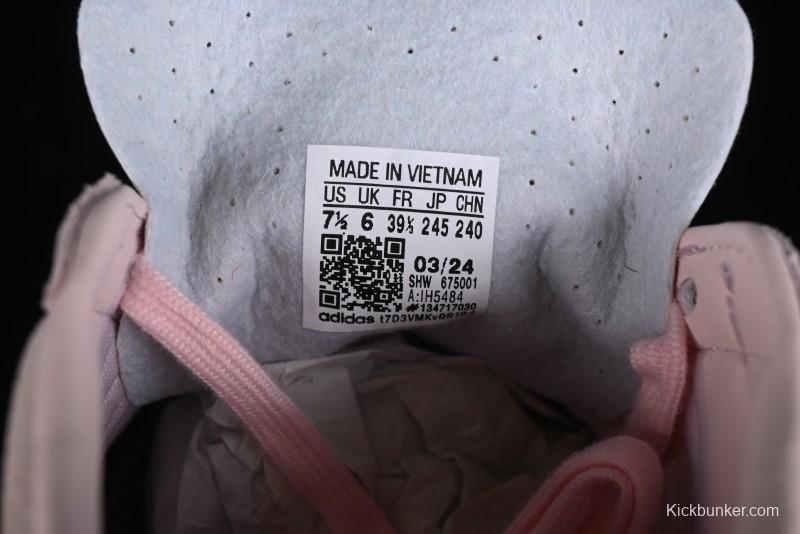 MADE IN VIETNAM
US UK FR JP CHN
7½ 6 39⅓ 245 240
03/24
SHW 675001
A:IH5484
#134717030
adidas
Kickbunker.com